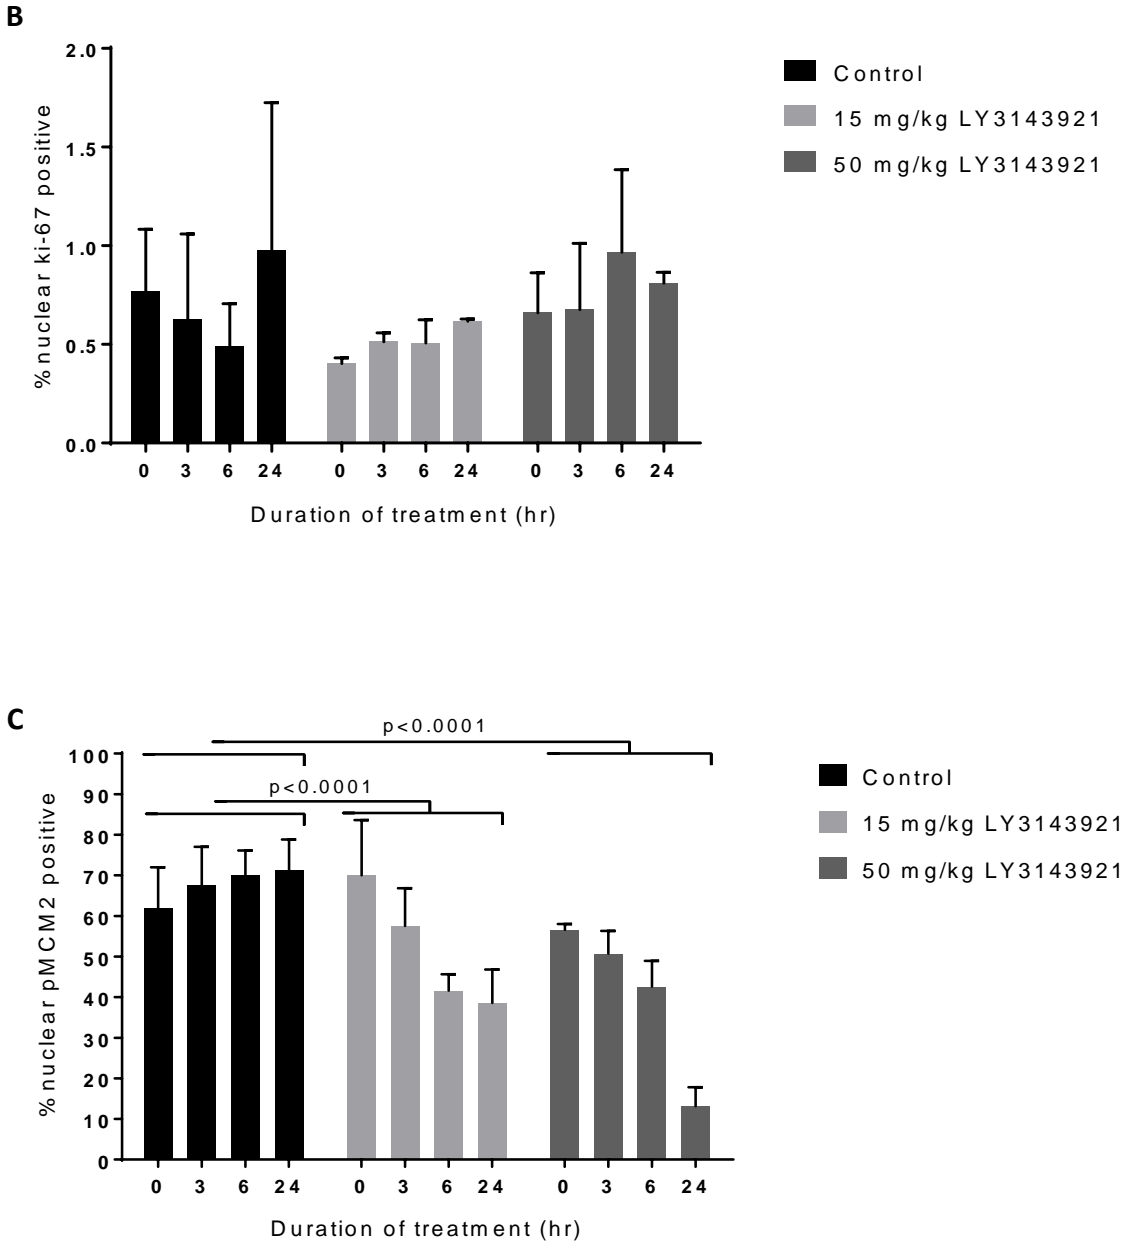 B
2.0
1.5
1.0
0.5
0.0
%nuclear ki-67 positive
0 3 6 24 0 3 6 24 0 3 6 24
Duration of treatment (hr)
Control
15 mg/kg LY3143921
50 mg/kg LY3143921
C
p<0.0001
p<0.0001
100
90
80
70
60
50
40
30
20
10
0
%nuclear pMCM2 positive
0 3 6 24 0 3 6 24 0 3 6 24
Duration of treatment (hr)
Control
15 mg/kg LY3143921
50 mg/kg LY3143921